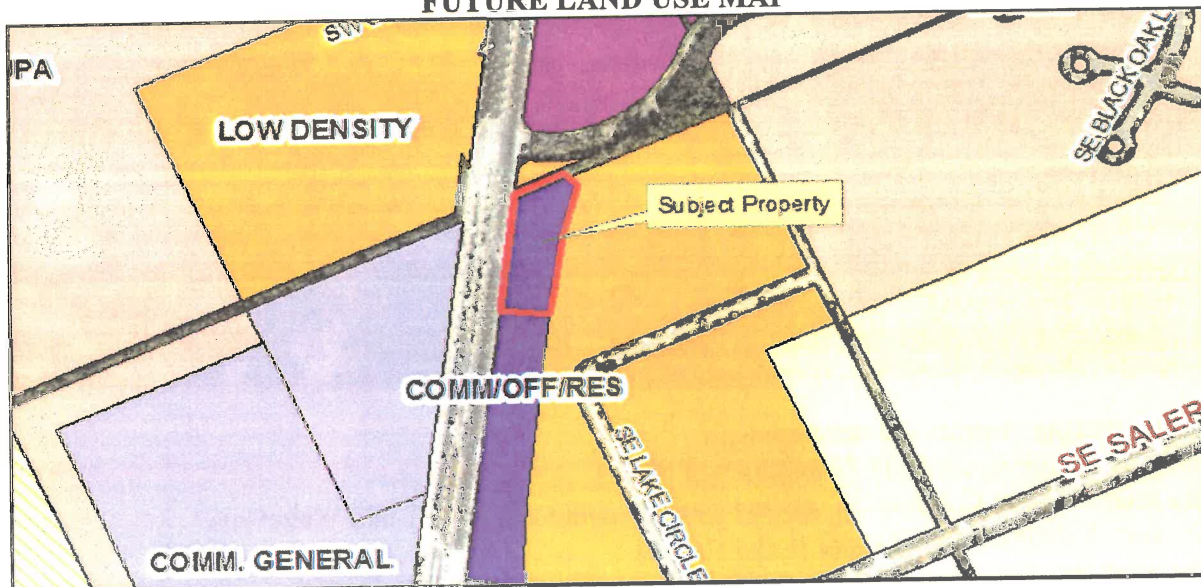 FUTURE LAND USE MAP
SW
UPA
LOW DENSITY
SE BLACK OAK L
Subject Property
COMM/OFF/RES
SE LAKE CIRCLE
SE SALER
COMM. GENERAL